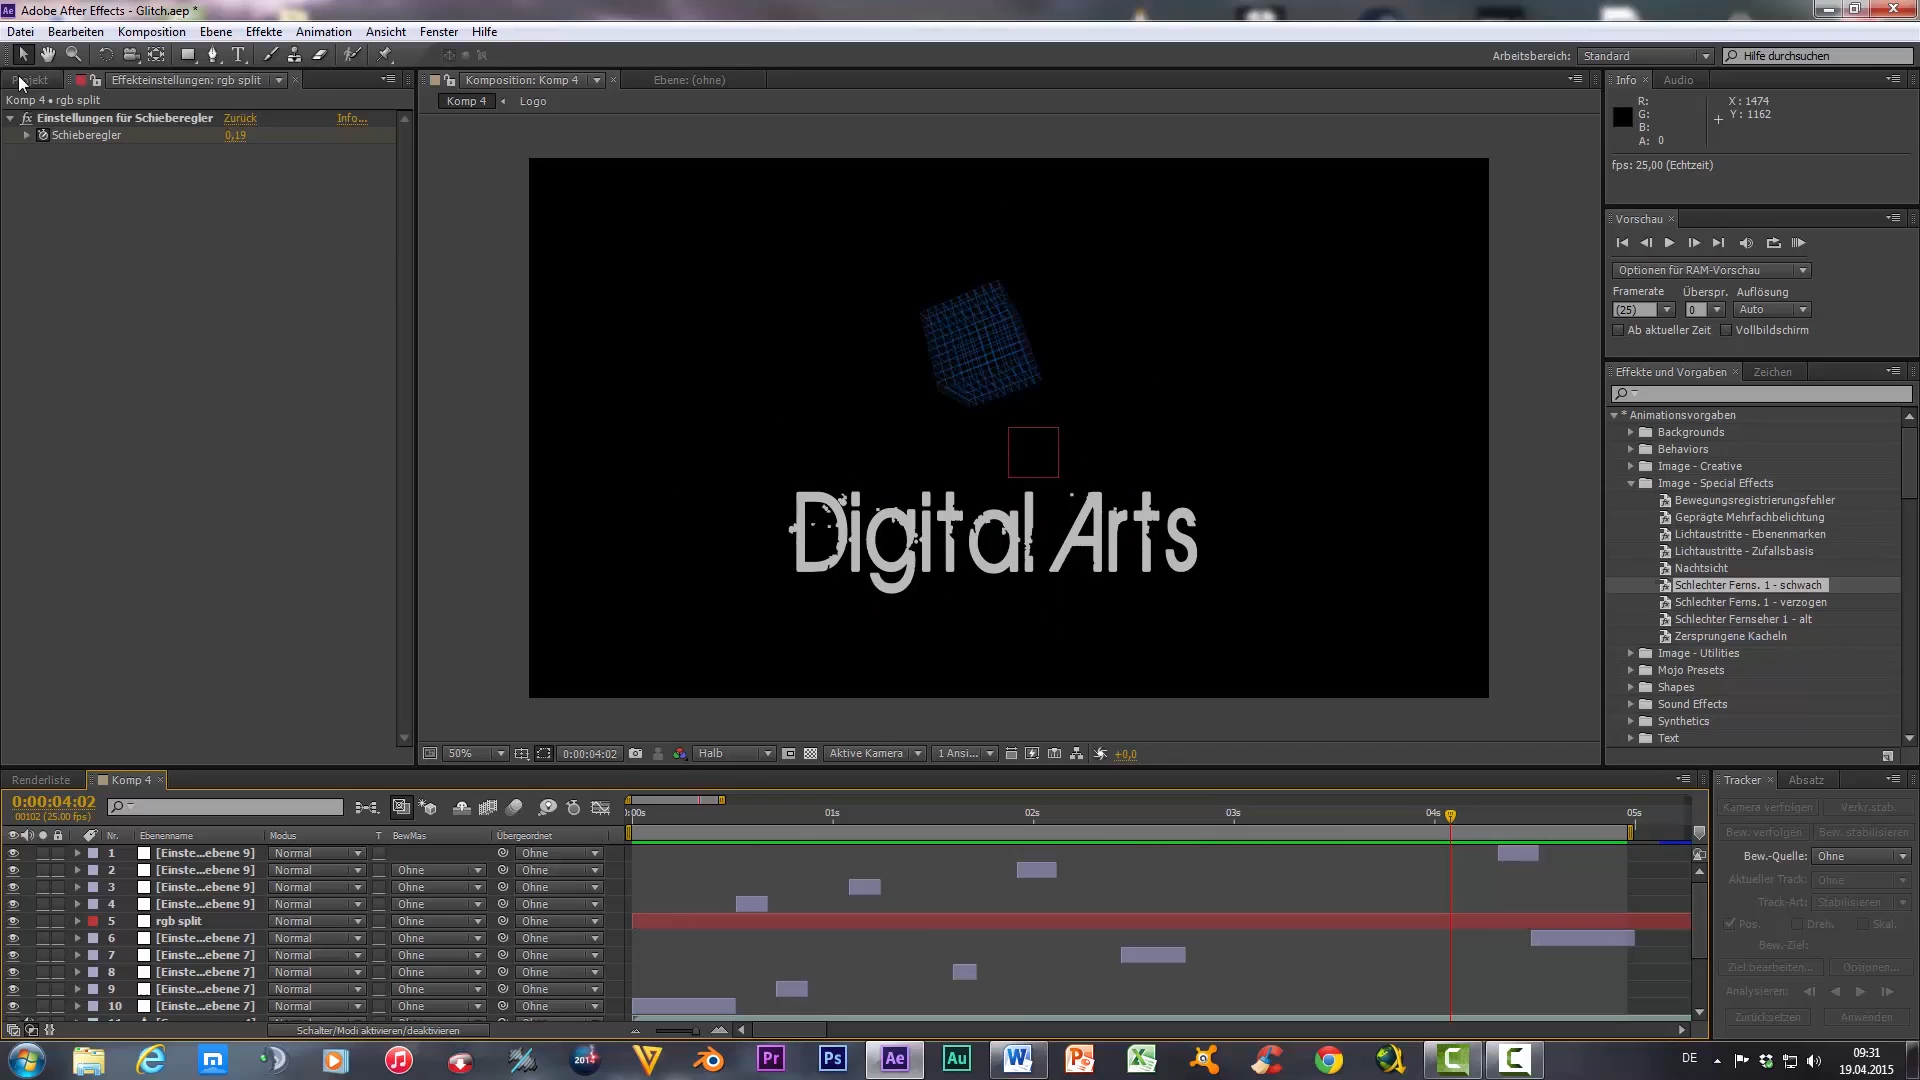 Adobe After Effects - Glitch.aep *
Datei Bearbeiten Komposition Ebene Effekte Animation Ansicht Fenster Hilfe
Arbeitsbereich: Standard Hilfe durchsuchen
Projekt Effekteinstellungen: rgb split
Komp 4 • rgb split
Einstellungen für Schieberegler Zurück Info...
Schieberegler 0,19
Komposition: Komp 4 Ebene: (ohne)
Komp 4 Logo
Digital Arts
50% 0:00:04:02 Halb Aktive Kamera 1 Ansi... +0,0
Info Audio
R: X : 1474
G: Y : 1162
B:
A: 0
fps: 25,00 (Echtzeit)
Vorschau
Optionen für RAM-Vorschau
Framerate Überspr. Auflösung
(25) 0 Auto
Ab aktueller Zeit Vollbildschirm
Effekte und Vorgaben Zeichen
* Animationsvorgaben
Backgrounds
Behaviors
Image - Creative
Image - Special Effects
Bewegungsregistrierungsfehler
Geprägte Mehrfachbelichtung
Lichtaustritte - Ebenenmarken
Lichtaustritte - Zufallsbasis
Nachtsicht
Schlechter Ferns. 1 - schwach
Schlechter Ferns. 1 - verzogen
Schlechter Fernseher 1 - alt
Zersprungene Kacheln
Image - Utilities
Mojo Presets
Shapes
Sound Effects
Synthetics
Text
Renderliste Komp 4
0:00:04:02
00102 (25.00 fps)
Nr. Ebenenname Modus T BewMas Übergeordnet
:00s 01s 02s 03s 04s 05s
1 [Einste...ebene 9] Normal Ohne
2 [Einste...ebene 9] Normal Ohne Ohne
3 [Einste...ebene 9] Normal Ohne Ohne
4 [Einste...ebene 9] Normal Ohne Ohne
5 rgb split Normal Ohne Ohne
6 [Einste...ebene 7] Normal Ohne Ohne
7 [Einste...ebene 7] Normal Ohne Ohne
8 [Einste...ebene 7] Normal Ohne Ohne
9 [Einste...ebene 7] Normal Ohne Ohne
10 [Einste...ebene 7] Normal Ohne Ohne
Schalter/Modi aktivieren/deaktivieren
Tracker Absatz
Kamera verfolgen Verkr.stab.
Bew. verfolgen Bew. stabilisieren
Bew.-Quelle: Ohne
Aktueller Track: Ohne
Track-Art: Stabilisieren
Pos. Dreh. Skal.
Bew.-Ziel:
Ziel bearbeiten... Optionen...
Analysieren:
Zurücksetzen Anwenden
2014 Pr Ps Ae Au
DE 09:31
19.04.2015